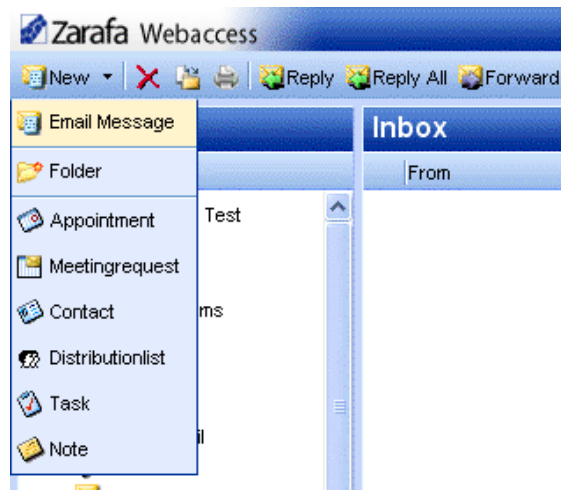 Zarafa Webaccess
New Reply Reply All Forward
Email Message
Inbox
Folder
From
Appointment
Test
Meetingrequest
Contact
ms
Distributionlist
Task
Note
il